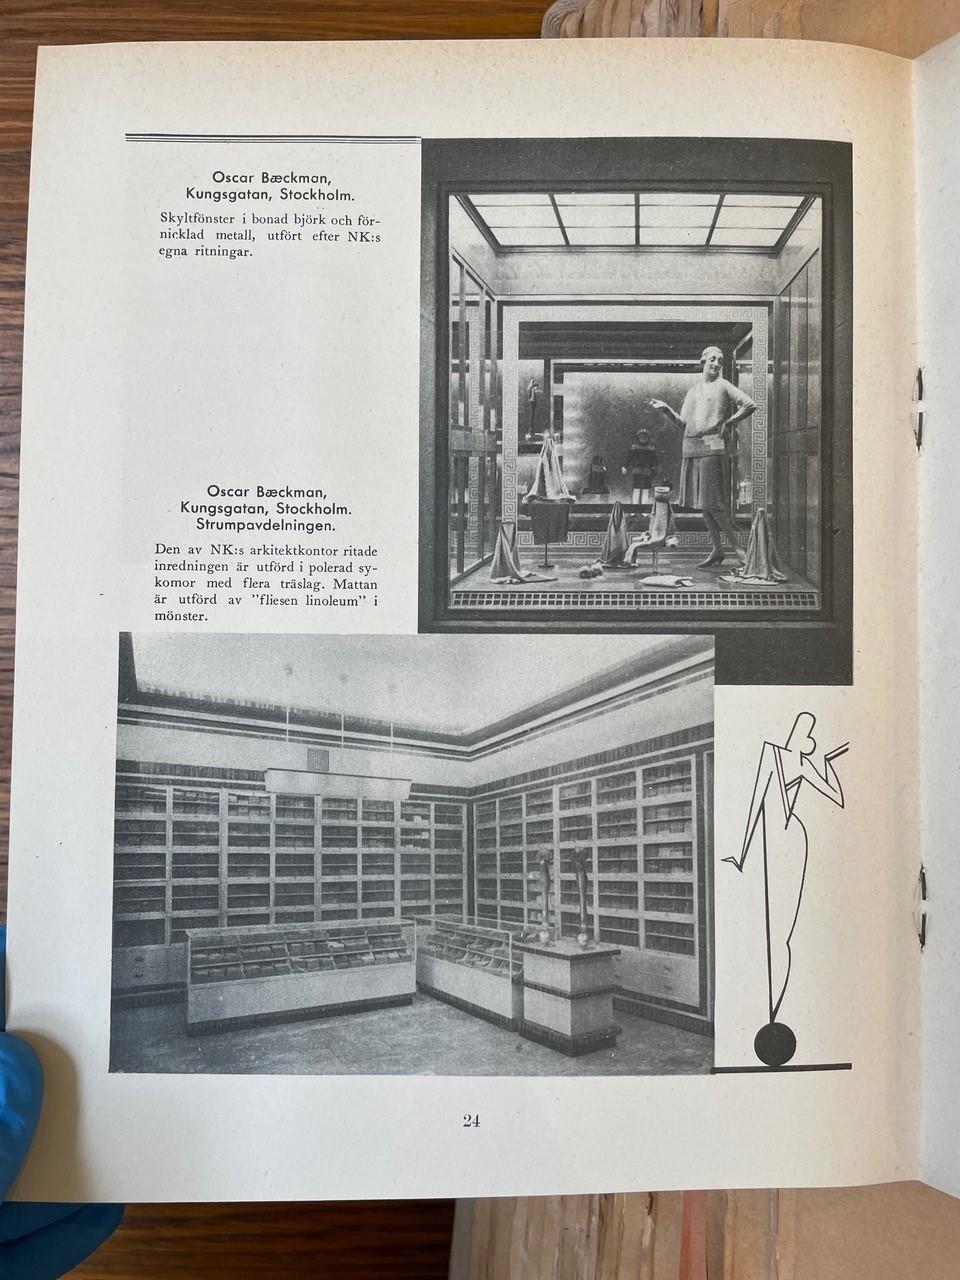 Oscar Bæckman,
Kungsgatan, Stockholm.
Skyltfönster i bonad björk och för-
nicklad metall, utfört efter NK:s
egna ritningar.
Oscar Bæckman,
Kungsgatan, Stockholm.
Strumpavdelningen.
Den av NK:s arkitektkontor ritade
inredningen är utförd i polerad sy-
komor med flera träslag. Mattan
är utförd av ”fliesen linoleum” i
mönster.
24